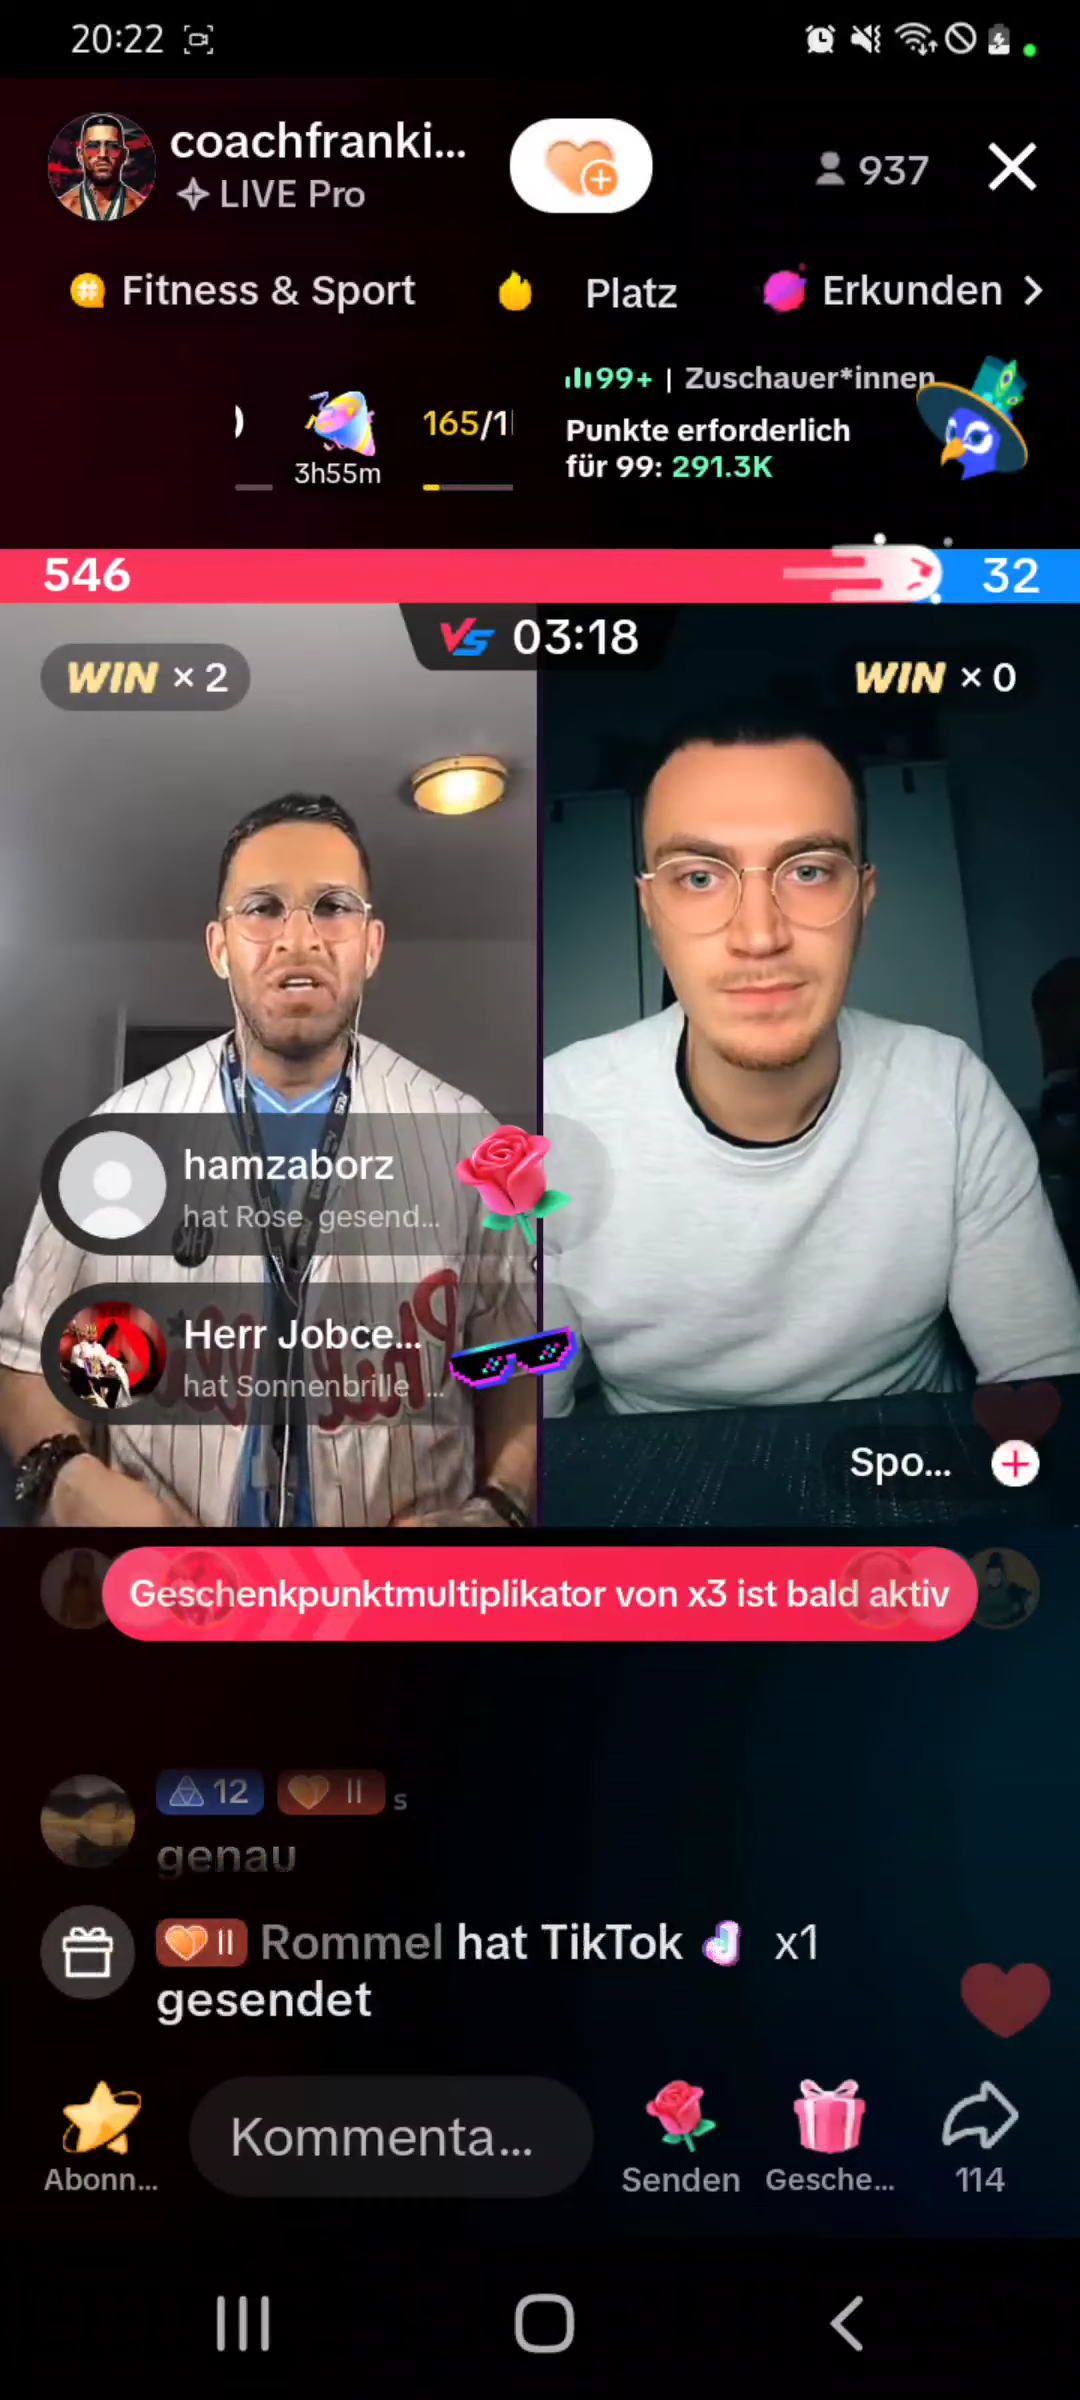 20:22
coachfranki...
LIVE Pro
937
Fitness & Sport
Platz
Erkunden >
3h55m
165/1
99+ | Zuschauer*innen
Punkte erforderlich
für 99: 291.3K
546
32
VS 03:18
WIN × 2
WIN × 0
hamzaborz
hat Rose gesend...
Herr Jobce...
hat Sonnenbrille ...
Spo...
Geschenkpunktmultiplikator von x3 ist bald aktiv
12 II s
genau
II Rommel hat TikTok x1
gesendet
Abonn...
Kommenta...
Senden
Gesche...
114